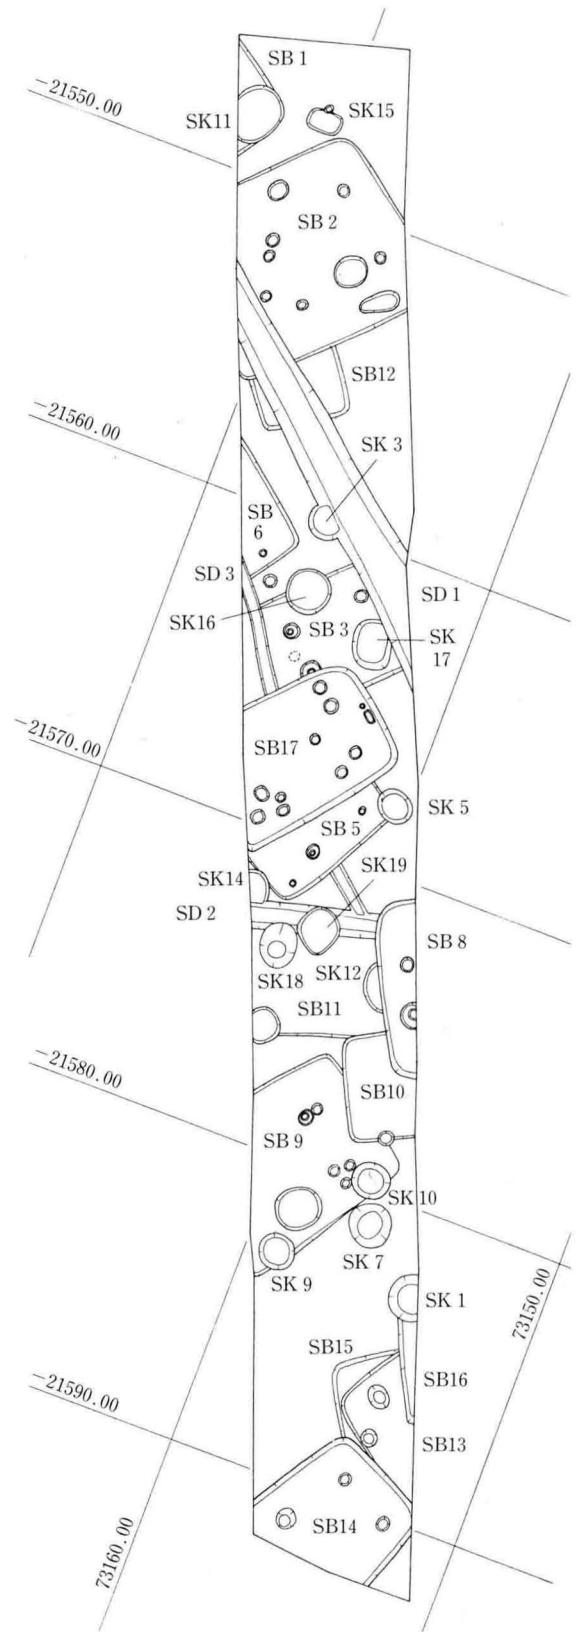 SB 1
-21550.00
SK11
SK15
SB 2
SB12
-21560.00
SK 3
SB
6
SD 3
SD 1
SK16
SB 3
SK
17
-21570.00
SB17
SK 5
SB 5
SK14
SK19
SD 2
SB 8
SK18
SK12
SB11
-21580.00
SB10
SB 9
SK 10
SK 7
SK 9
SK 1
73150.00
SB15
SB16
-21590.00
SB13
SB14
73160.00